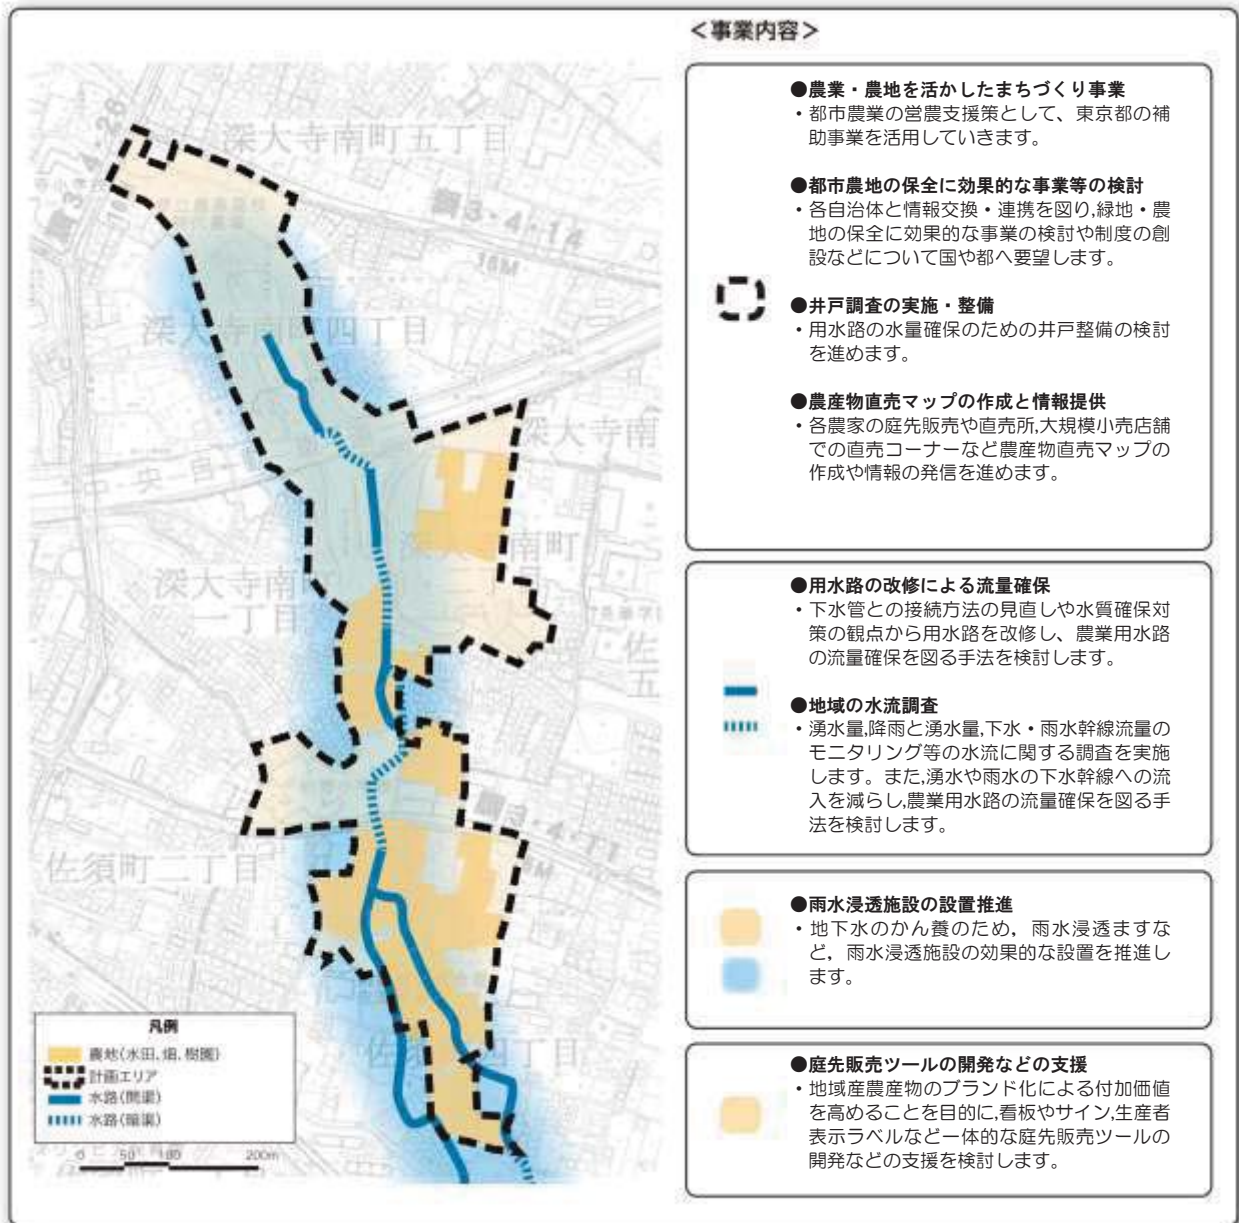 <事業内容>
●農業・農地を活かしたまちづくり事業
・都市農業の営農支援策として、東京都の補
助事業を活用していきます。
●都市農地の保全に効果的な事業等の検討
・各自治体と情報交換・連携を図り,緑地・農
地の保全に効果的な事業の検討や制度の創
設などについて国や都へ要望します。
●井戸調査の実施・整備
・用水路の水量確保のための井戸整備の検討
を進めます。
●農産物直売マップの作成と情報提供
・各農家の庭先販売や直売所,大規模小売店舗
での直売コーナーなど農産物直売マップの
作成や情報の発信を進めます。
●用水路の改修による流量確保
・下水管との接続方法の見直しや水質確保対
策の観点から用水路を改修し、農業用水路
の流量確保を図る手法を検討します。
●地域の水流調査
・湧水量,降雨と湧水量,下水・雨水幹線流量の
モニタリング等の水流に関する調査を実施
します。また,湧水や雨水の下水幹線への流
入を減らし,農業用水路の流量確保を図る手
法を検討します。
●雨水浸透施設の設置推進
・地下水のかん養のため，雨水浸透ますな
ど，雨水浸透施設の効果的な設置を推進し
ます。
●庭先販売ツールの開発などの支援
・地域産農産物のブランド化による付加価値
を高めることを目的に,看板やサイン,生産者
表示ラベルなど一体的な庭先販売ツールの
開発などの支援を検討します。
深大寺南町五丁目
調3・4・14
16M
深大寺南町四丁目
深大寺南
南町
深大寺南
一丁目
佐須町二丁目
凡例
農地(水田、畑、樹園)
計画エリア
水路(開渠)
水路(暗渠)
0 50 100 200m